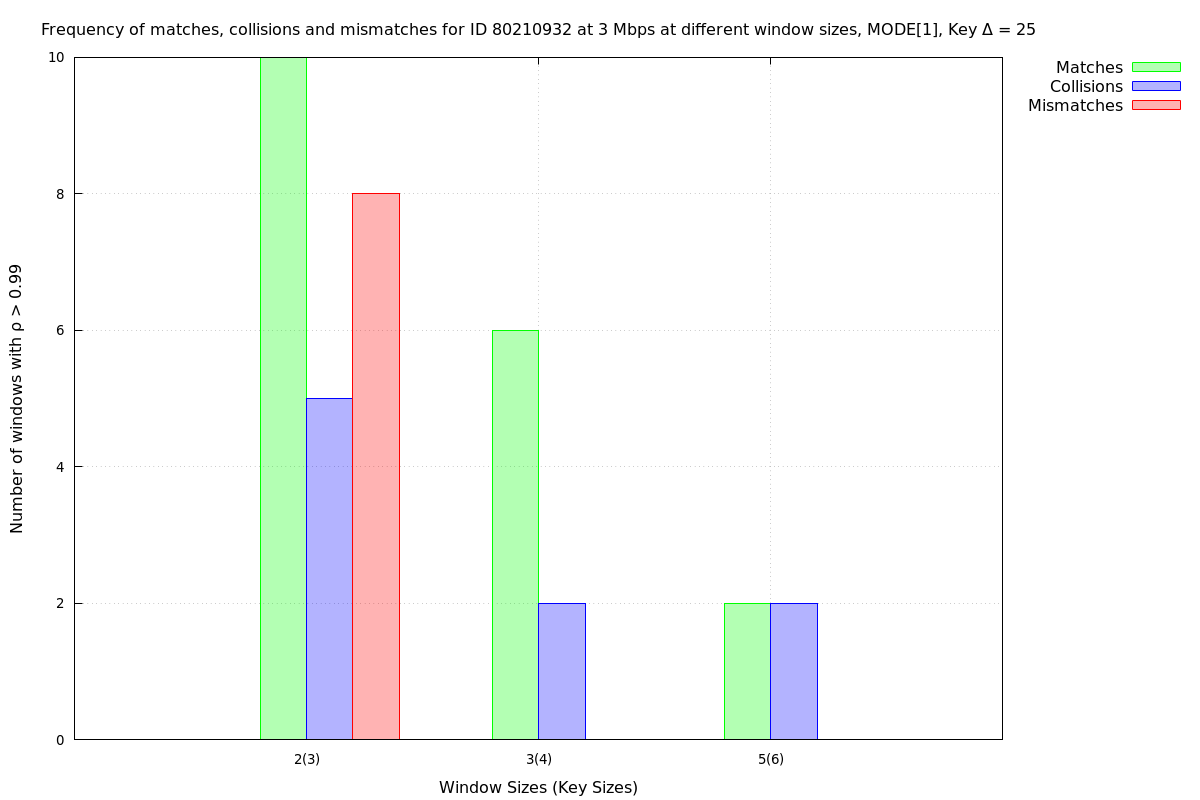 Frequency of matches, collisions and mismatches for ID 80210932 at 3 Mbps at different window sizes, MODE[1], Key Δ = 25
Matches
Collisions
Mismatches
Number of windows with ρ > 0.99
10
8
6
4
2
0
2(3)
3(4)
5(6)
Window Sizes (Key Sizes)